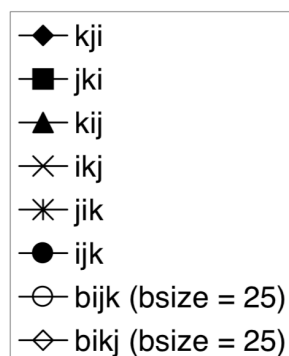 kji
jki
kij
ikj
jik
ijk
bijk (bsize = 25)
bikj (bsize = 25)